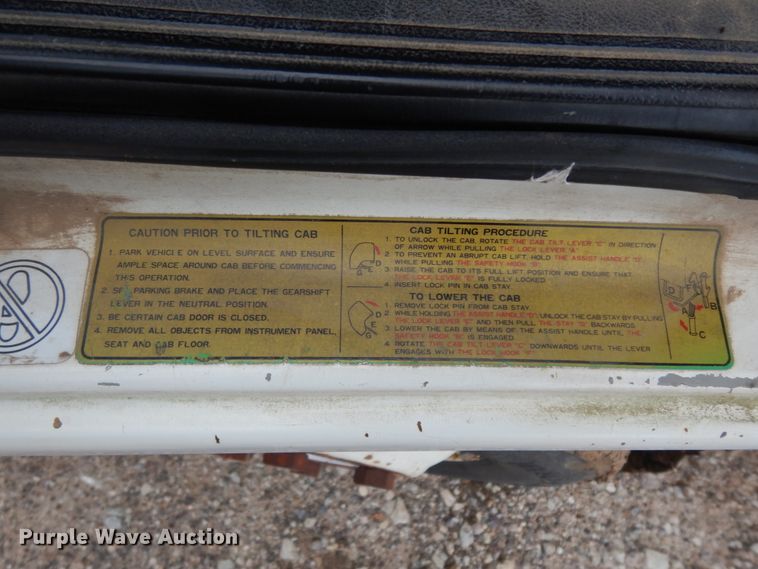 CAUTION PRIOR TO TILTING CAB
1. PARK VEHICLE ON LEVEL SURFACE AND ENSURE
AMPLE SPACE AROUND CAB BEFORE COMMENCING
THIS OPERATION.
2. SET PARKING BRAKE AND PLACE THE GEARSHIFT
LEVER IN THE NEUTRAL POSITION.
3. BE CERTAIN CAB DOOR IS CLOSED.
4. REMOVE ALL OBJECTS FROM INSTRUMENT PANEL,
SEAT AND CAB FLOOR.
CAB TILTING PROCEDURE
1. TO UNLOCK THE CAB, ROTATE THE CAB TILT LEVER "C" IN DIRECTION
OF ARROW WHILE PULLING THE LOCK LEVER "A"
2. TO PREVENT AN ABRUPT CAB LIFT, HOLD THE ASSIST HANDLE "D"
WHILE PULLING THE SAFETY HOOK "B"
3. RAISE THE CAB TO ITS FULL LIFT POSITION AND ENSURE THAT
THE LOCK LEVER "E" IS FULLY LOCKED
4. INSERT LOCK PIN IN CAB STAY
TO LOWER THE CAB
1. REMOVE LOCK PIN FROM CAB STAY.
2. WHILE HOLDING THE ASSIST HANDLE "D" UNLOCK THE CAB STAY BY PULLING
THE LOCK LEVER "E" AND THEN PULL THE STAY "G" BACKWARDS
3. LOWER THE CAB BY MEANS OF THE ASSIST HANDLE UNTIL THE
SAFETY HOOK "B" IS ENGAGED.
4. ROTATE THE CAB TILT LEVER "C" DOWNWARDS UNTIL THE LEVER
ENGAGES WITH THE LOCK HOOK "F"
E
D
E
G
A
B
C
Purple Wave Auction